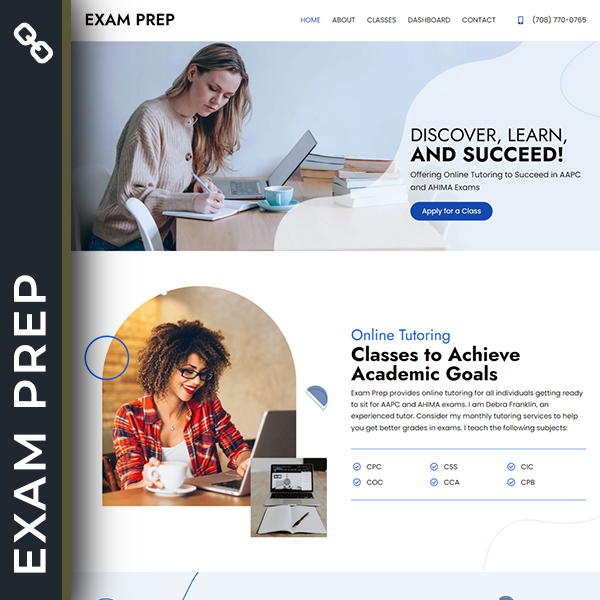 EXAM PREP
EXAM PREP
HOME ABOUT CLASSES DASHBOARD CONTACT (708) 770-0765
DISCOVER, LEARN,
AND SUCCEED!
Offering Online Tutoring to Succeed in AAPC
and AHIMA Exams
Apply for a Class
Online Tutoring
Classes to Achieve
Academic Goals
Exam Prep provides online tutoring for all individuals getting ready
to sit for AAPC and AHIMA exams. I am Debra Franklin, an
experienced tutor. Consider my monthly tutoring services to help
you get better grades in exams. I teach the following subjects:
CPC CSS CIC
COC CCA CPB